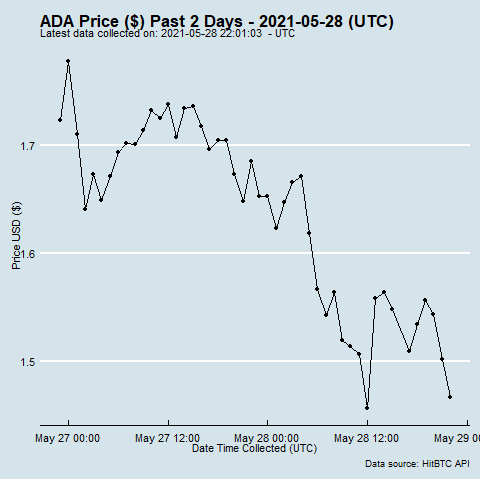 ADA Price ($) Past 2 Days - 2021-05-28 (UTC)
Latest data collected on: 2021-05-28 22:01:03 - UTC
1.7
1.6
1.5
Price USD ($)
May 27 00:00
May 27 12:00
May 28 00:00
May 28 12:00
May 29 0
Date Time Collected (UTC)
Data source: HitBTC API